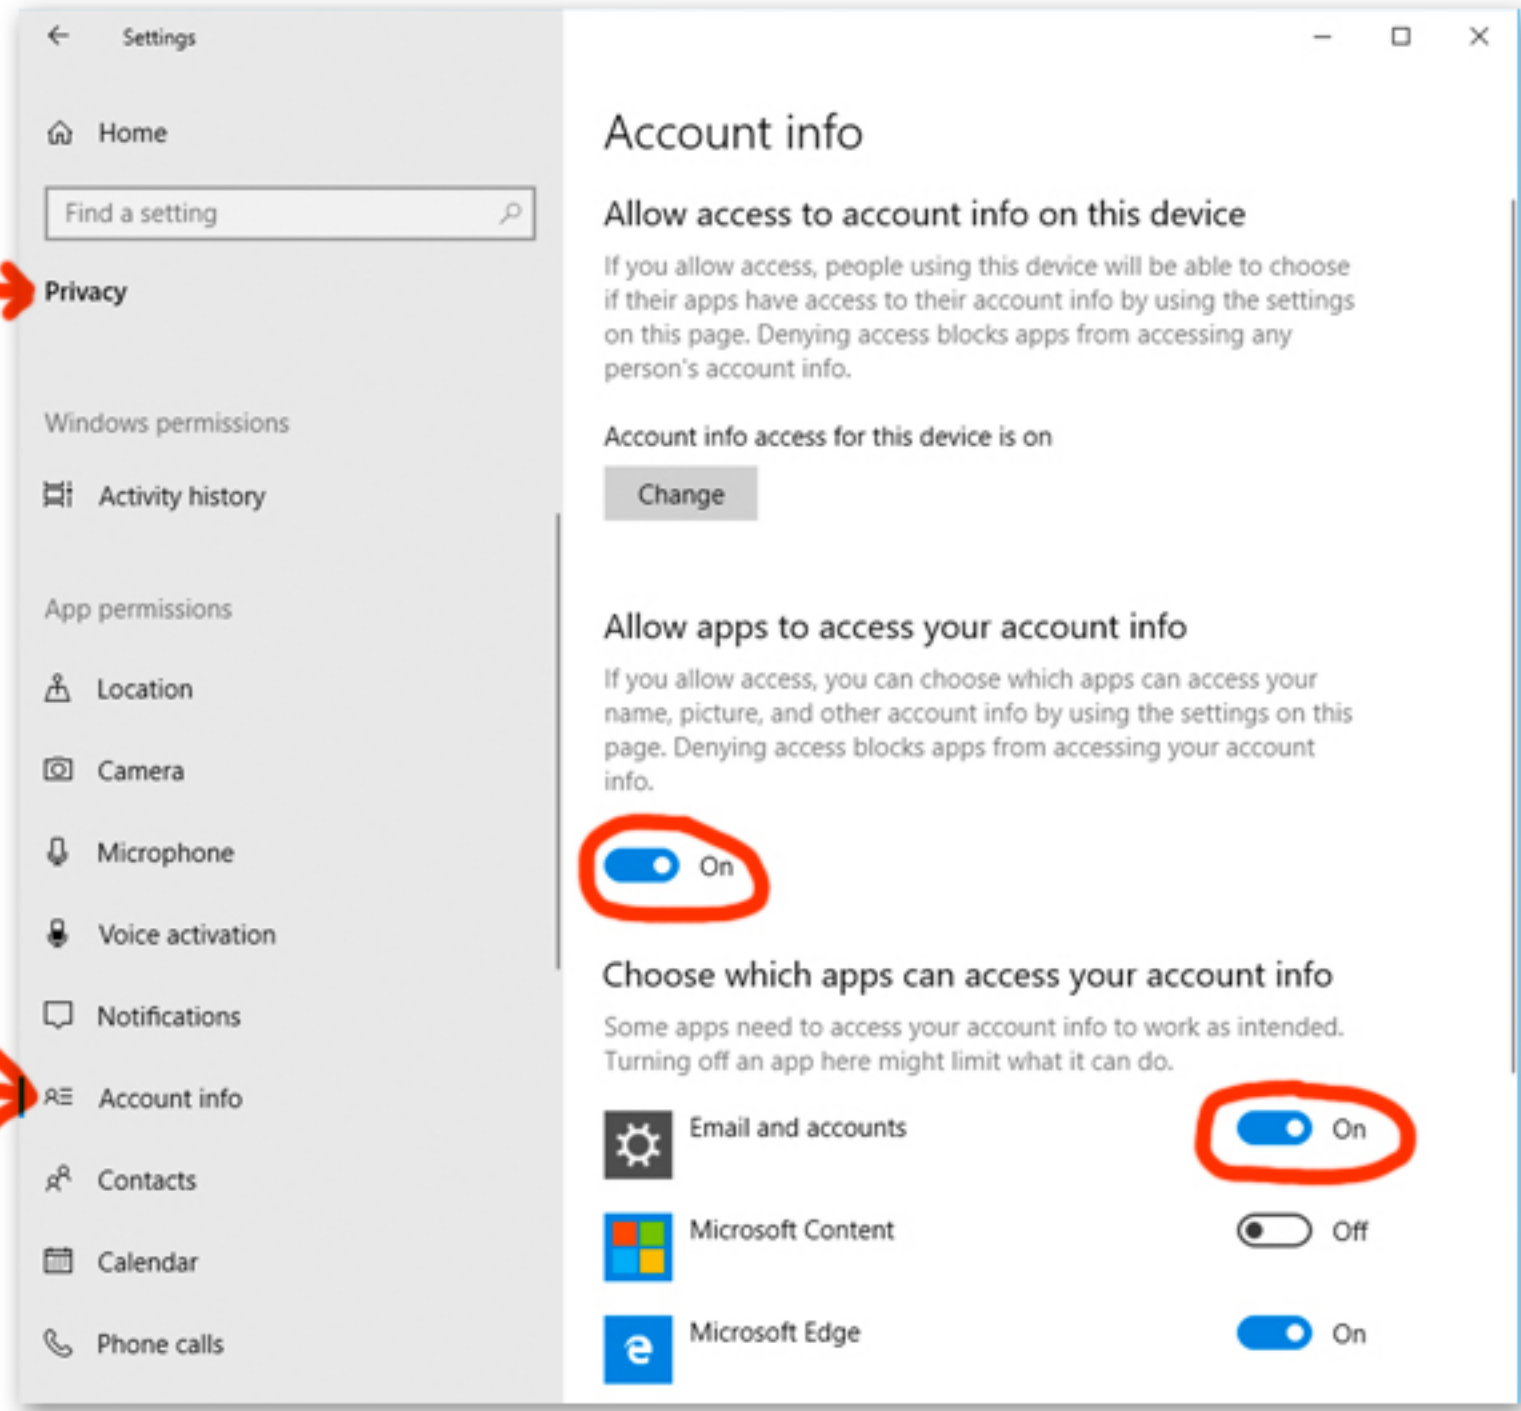 Settings
Home
Find a setting
Privacy
Windows permissions
Activity history
App permissions
Location
Camera
Microphone
Voice activation
Notifications
Account info
Contacts
Calendar
Phone calls
Account info
Allow access to account info on this device
If you allow access, people using this device will be able to choose
if their apps have access to their account info by using the settings
on this page. Denying access blocks apps from accessing any
person's account info.
Account info access for this device is on
Change
Allow apps to access your account info
If you allow access, you can choose which apps can access your
name, picture, and other account info by using the settings on this
page. Denying access blocks apps from accessing your account
info.
On
Choose which apps can access your account info
Some apps need to access your account info to work as intended.
Turning off an app here might limit what it can do.
Email and accounts On
Microsoft Content Off
Microsoft Edge On